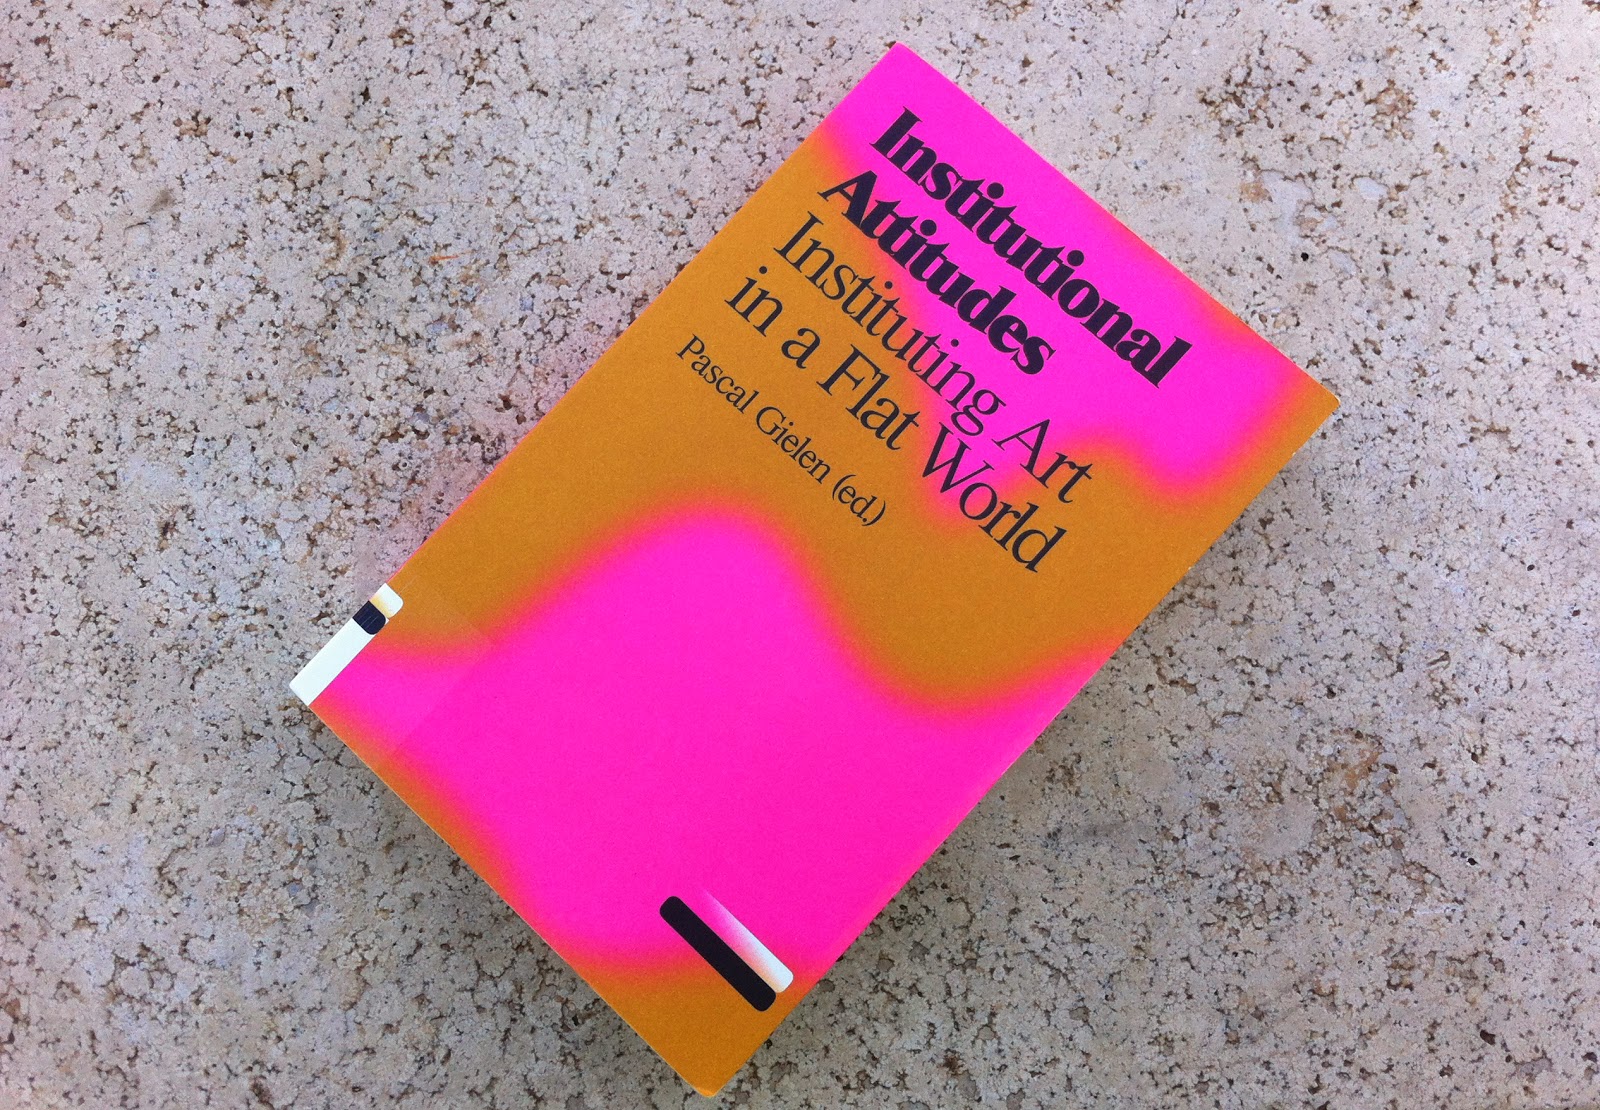 Institutional
Attitudes
Instituting Art
in a Flat World
Pascal Gielen (ed.)